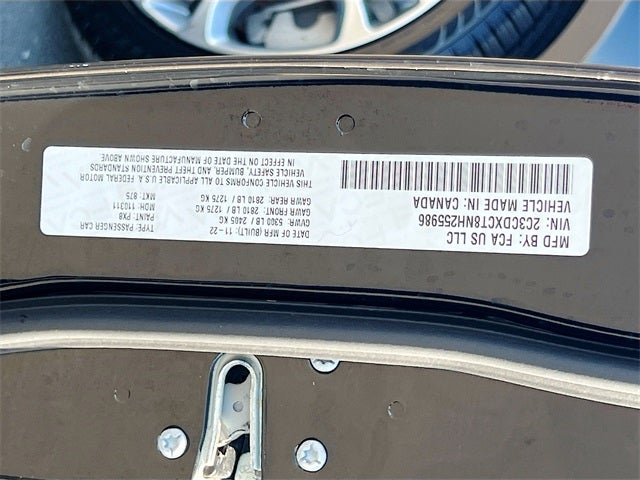 MFD BY: FCA US LLC
VIN: 2C3CDXCT8NH255986
VEHICLE MADE IN: CANADA
DATE OF MFR (BUILT): 11-22
GVWR: 5300 LB / 2405 KG
GAWR FRONT: 2810 LB / 1275 KG
GAWR REAR: 2810 LB / 1275 KG
TYPE: PASSENGER CAR
PAINT: PX8
MDH: 110311
MKT: 875
THIS VEHICLE CONFORMS TO ALL APPLICABLE U.S.A. FEDERAL MOTOR
VEHICLE SAFETY, BUMPER, AND THEFT PREVENTION STANDARDS
IN EFFECT ON THE DATE OF MANUFACTURE SHOWN ABOVE